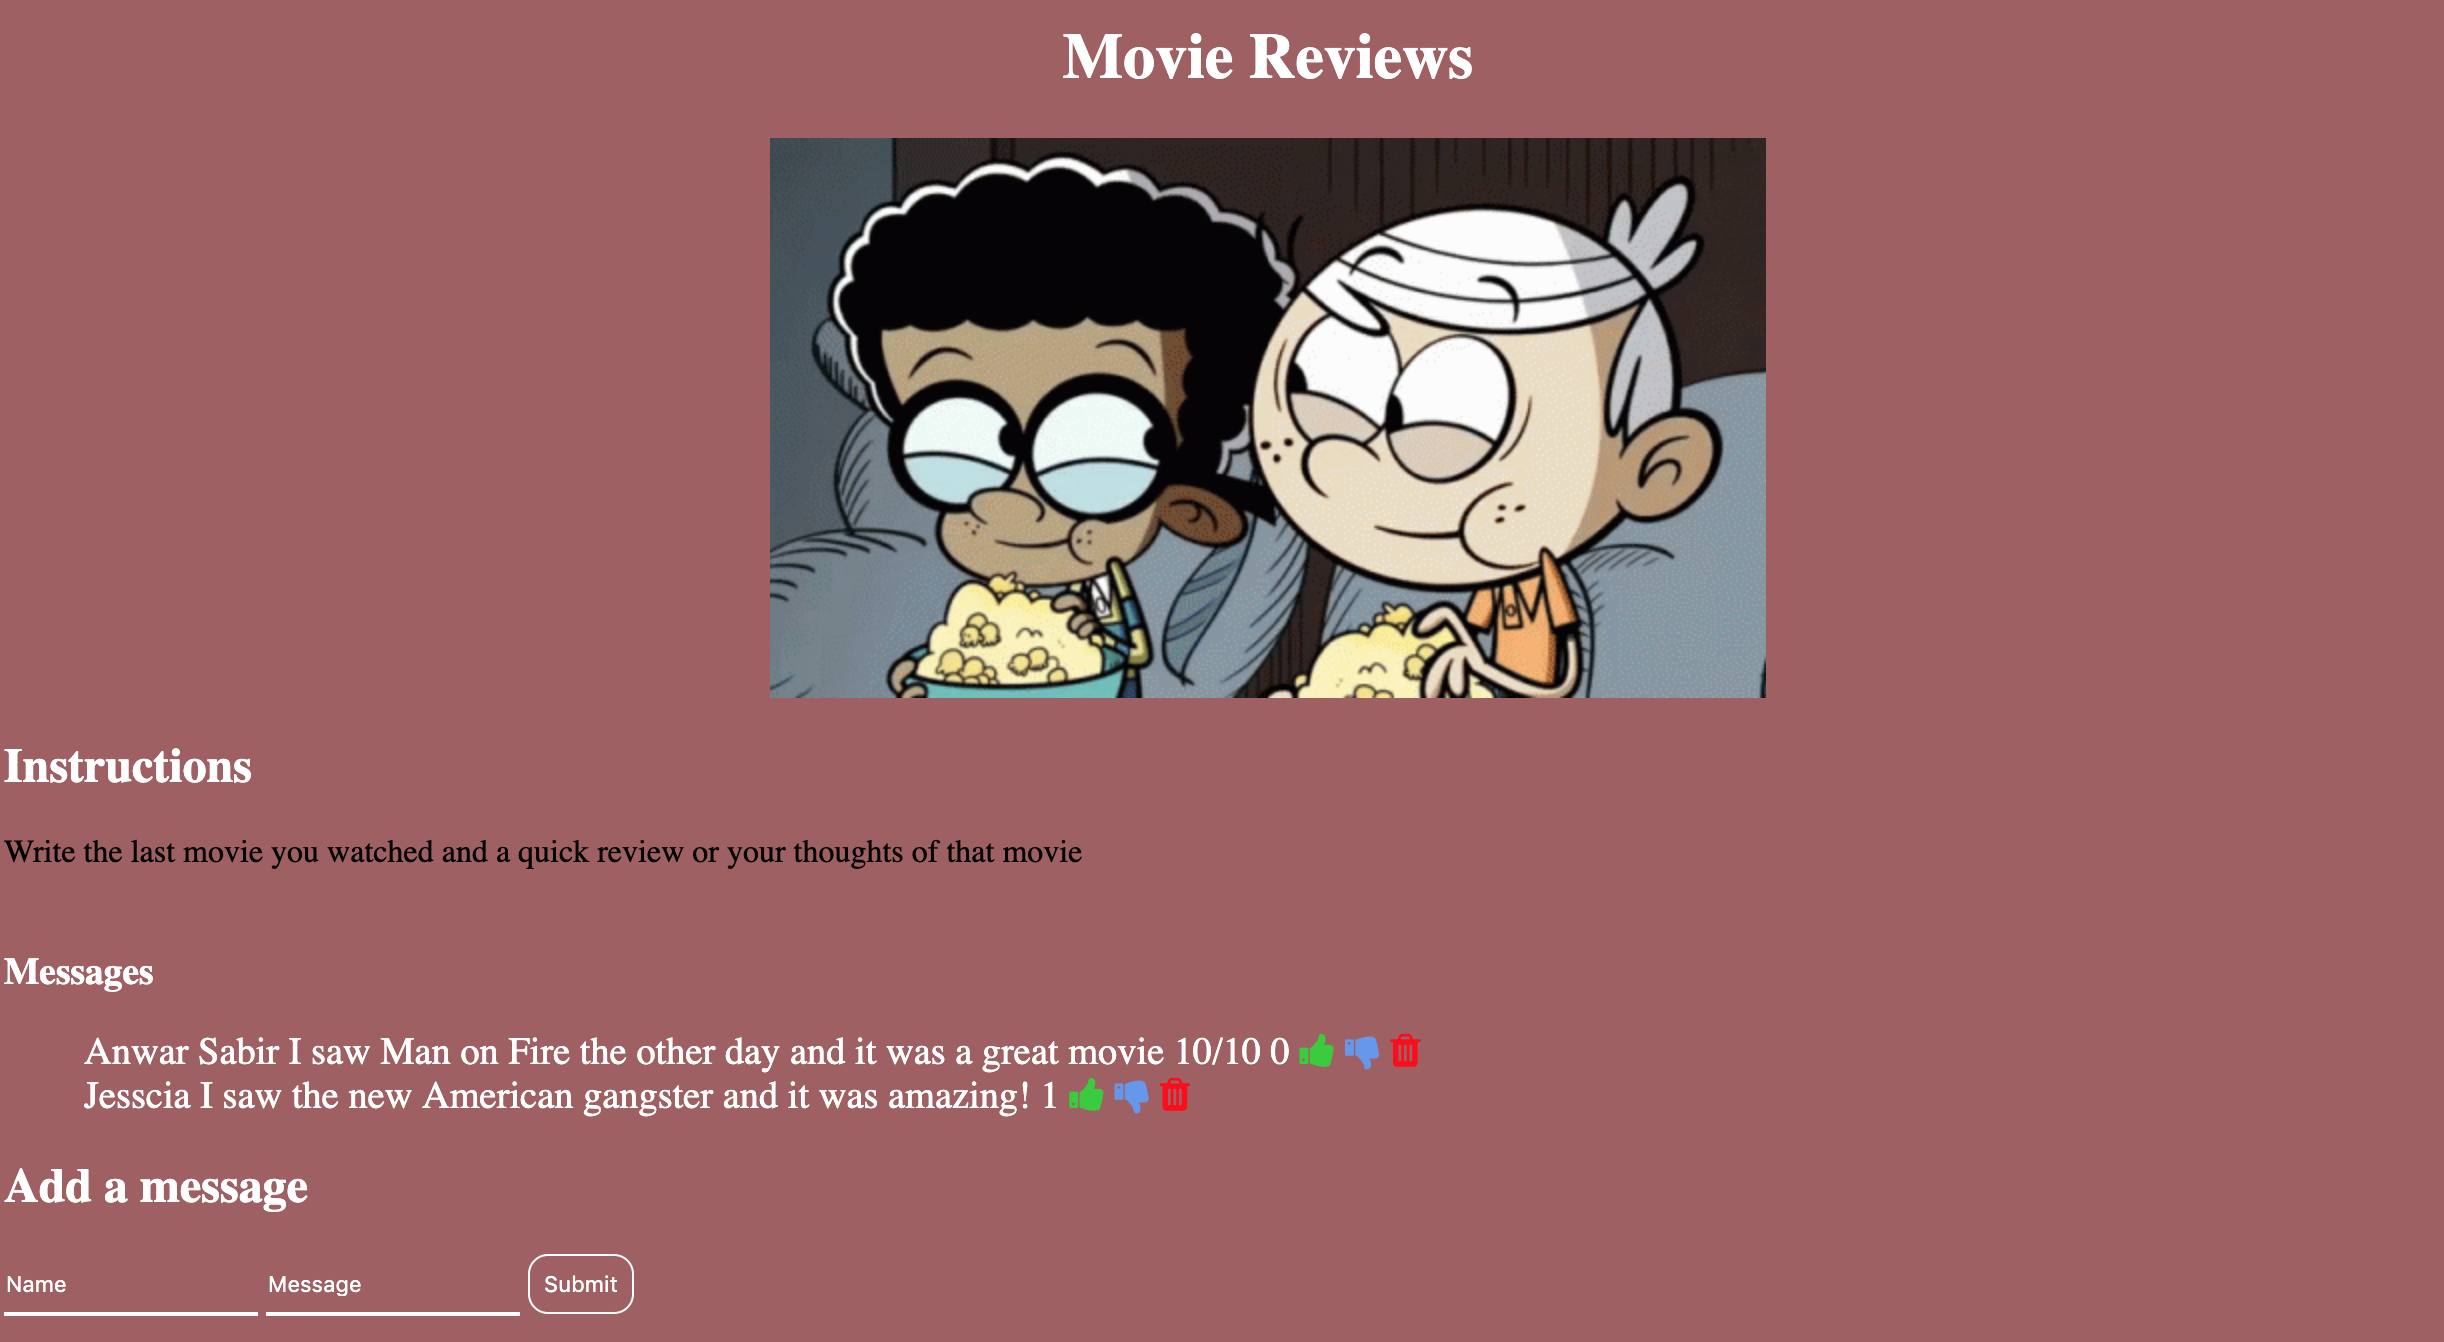 Movie Reviews
Instructions
Write the last movie you watched and a quick review or your thoughts of that movie
Messages
Anwar Sabir I saw Man on Fire the other day and it was a great movie 10/10 0
Jesscia I saw the new American gangster and it was amazing! 1
Add a message
Name Message Submit